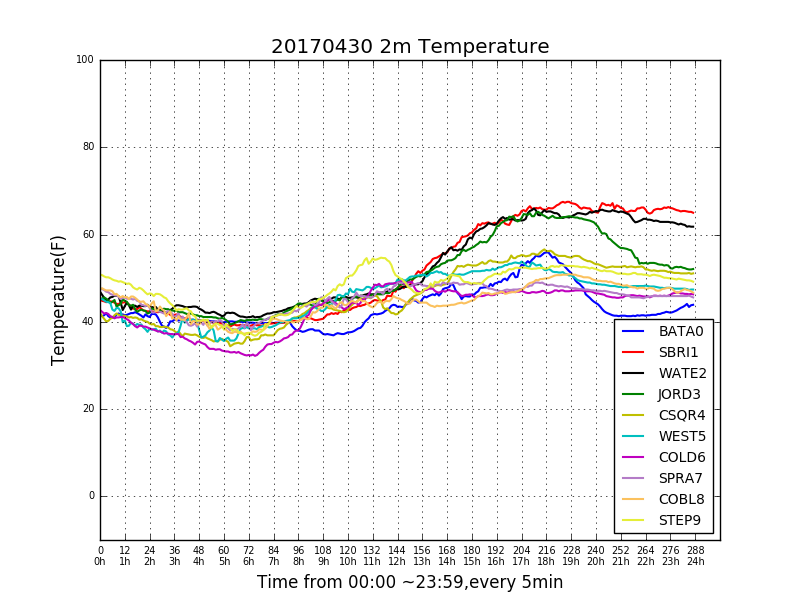 20170430 2m Temperature
100
80
60
40
20
0
Temperature(F)
BATA0
SBRI1
WATE2
JORD3
CSQR4
WEST5
COLD6
SPRA7
COBL8
STEP9
0 12 24 36 48 60 72 84 96 108 120 132 144 156 168 180 192 204 216 228 240 252 264 276 288
0h 1h 2h 3h 4h 5h 6h 7h 8h 9h 10h 11h 12h 13h 14h 15h 16h 17h 18h 19h 20h 21h 22h 23h 24h
Time from 00:00 ~23:59,every 5min